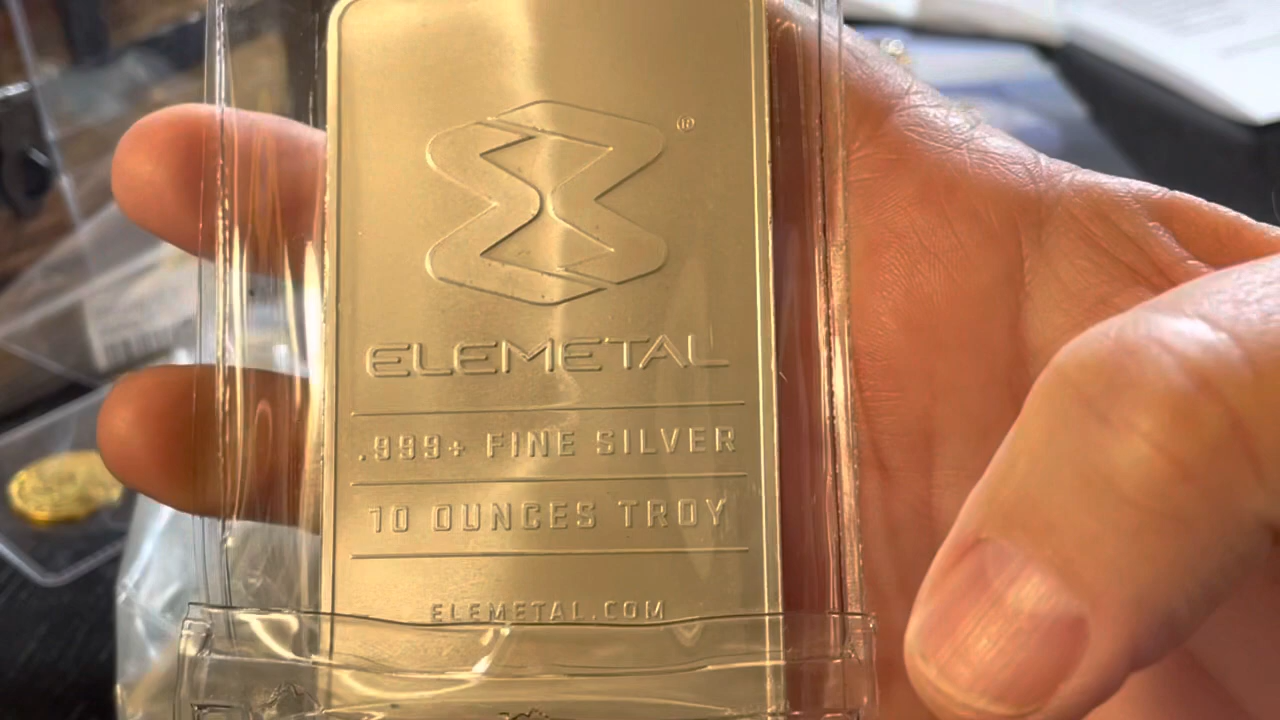 ®
ELEMETAL
.999+ FINE SILVER
10 OUNCES TROY
ELEMETAL.COM